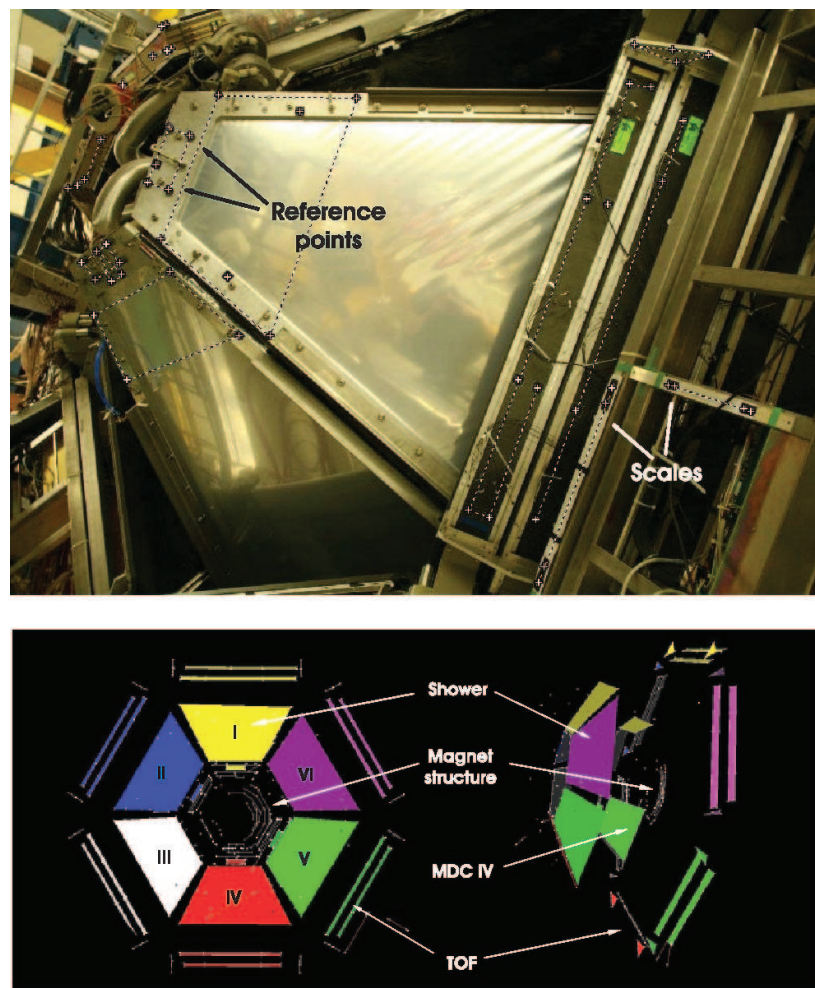 Reference
points
Scales
Shower
I
II
VI
Magnet
structure
III
V
MDC IV
IV
TOF